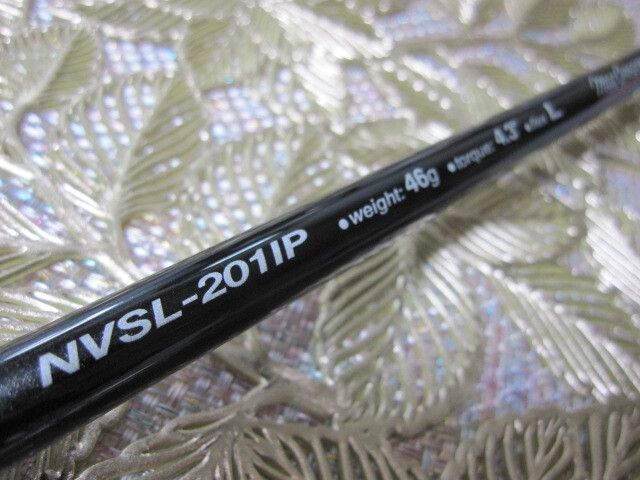 NVSL-201IP •weight: 46g •torque: 4.3° •flex: L